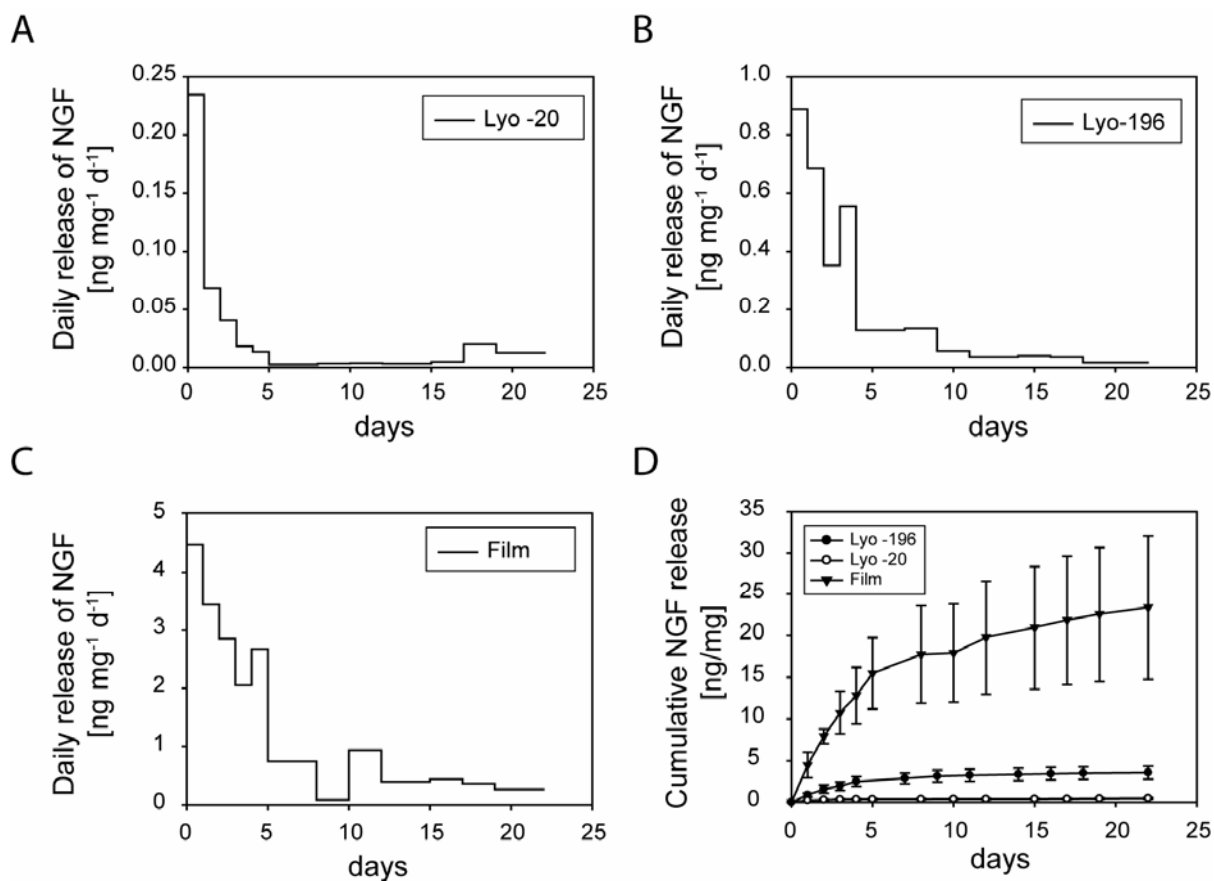 A
Daily release of NGF
[ng mg⁻¹ d⁻¹]
0.25
0.20
0.15
0.10
0.05
0.00
Lyo -20
0 5 10 15 20 25
days
B
Daily release of NGF
[ng mg⁻¹ d⁻¹]
1.0
0.8
0.6
0.4
0.2
0.0
Lyo-196
0 5 10 15 20 25
days
C
Daily release of NGF
[ng mg⁻¹ d⁻¹]
5
4
3
2
1
0
Film
0 5 10 15 20 25
days
D
Cumulative NGF release
[ng/mg]
35
30
25
20
15
10
5
0
Lyo -196
Lyo -20
Film
0 5 10 15 20 25
days